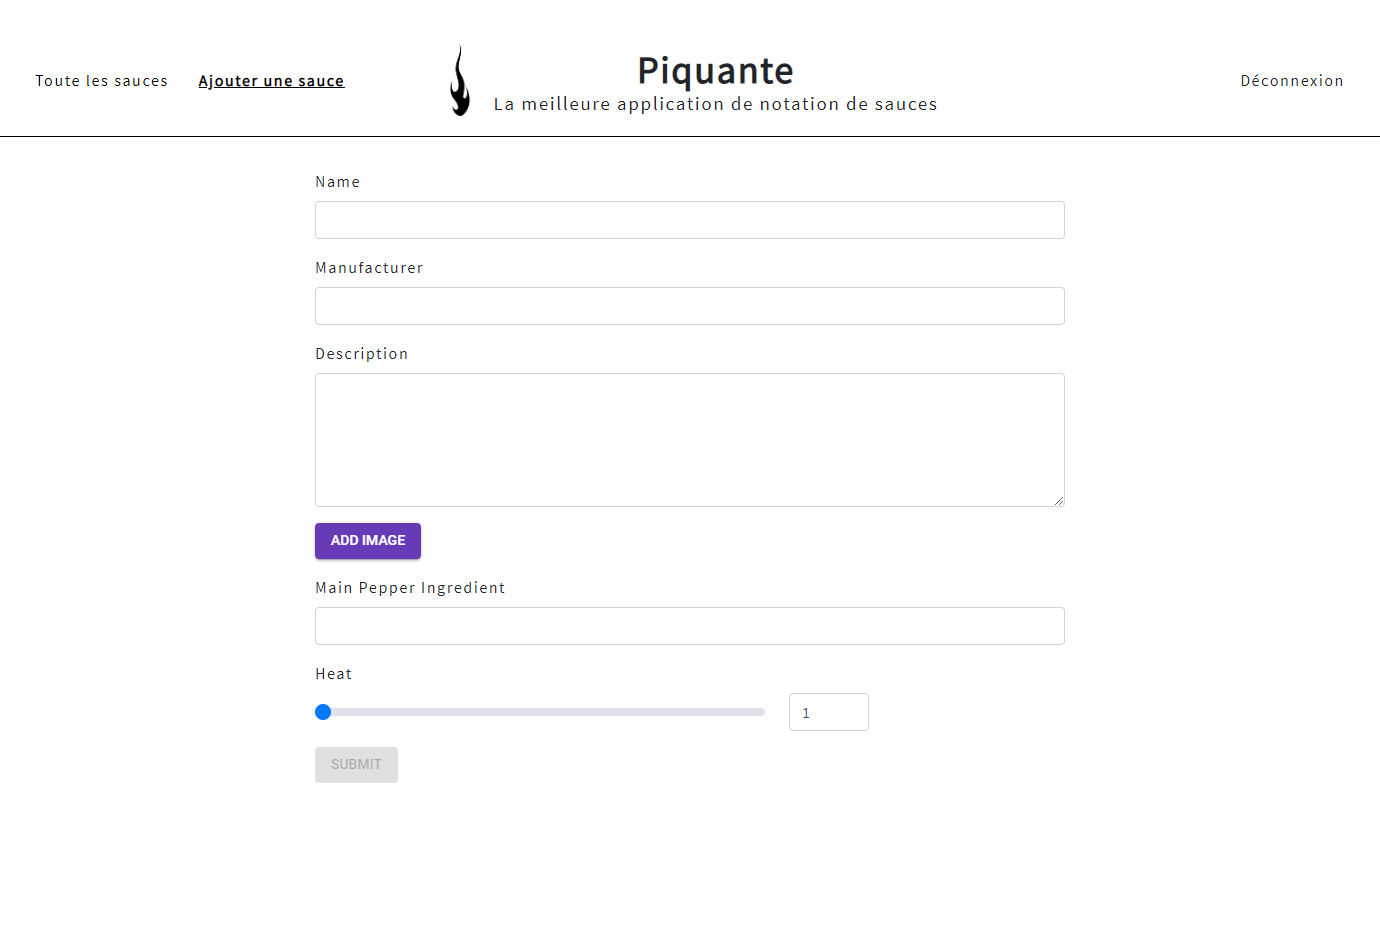 Toute les sauces
Ajouter une sauce
Piquante
La meilleure application de notation de sauces
Déconnexion
Name
Manufacturer
Description
ADD IMAGE
Main Pepper Ingredient
Heat
1
SUBMIT